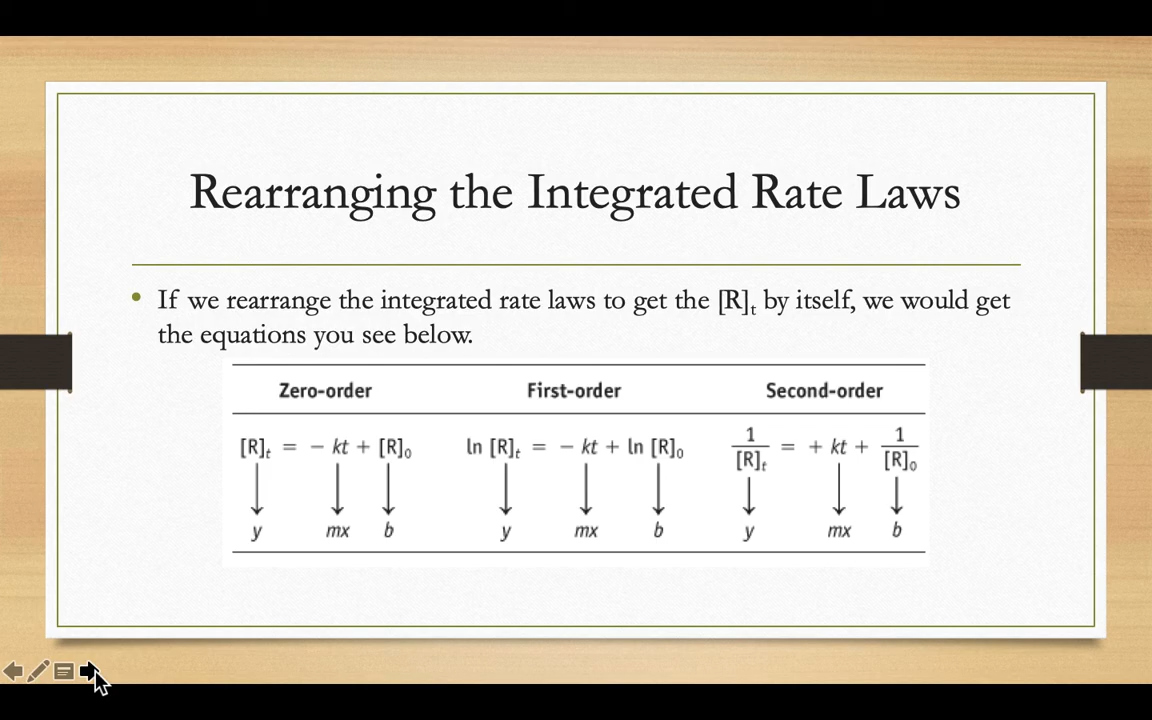 Rearranging the Integrated Rate Laws
• If we rearrange the integrated rate laws to get the [R]ₜ by itself, we would get
the equations you see below.
Zero-order First-order Second-order
[R]ₜ = − kt + [R]₀ ln [R]ₜ = − kt + ln [R]₀ 1/[R]ₜ = + kt + 1/[R]₀
y mx b y mx b y mx b